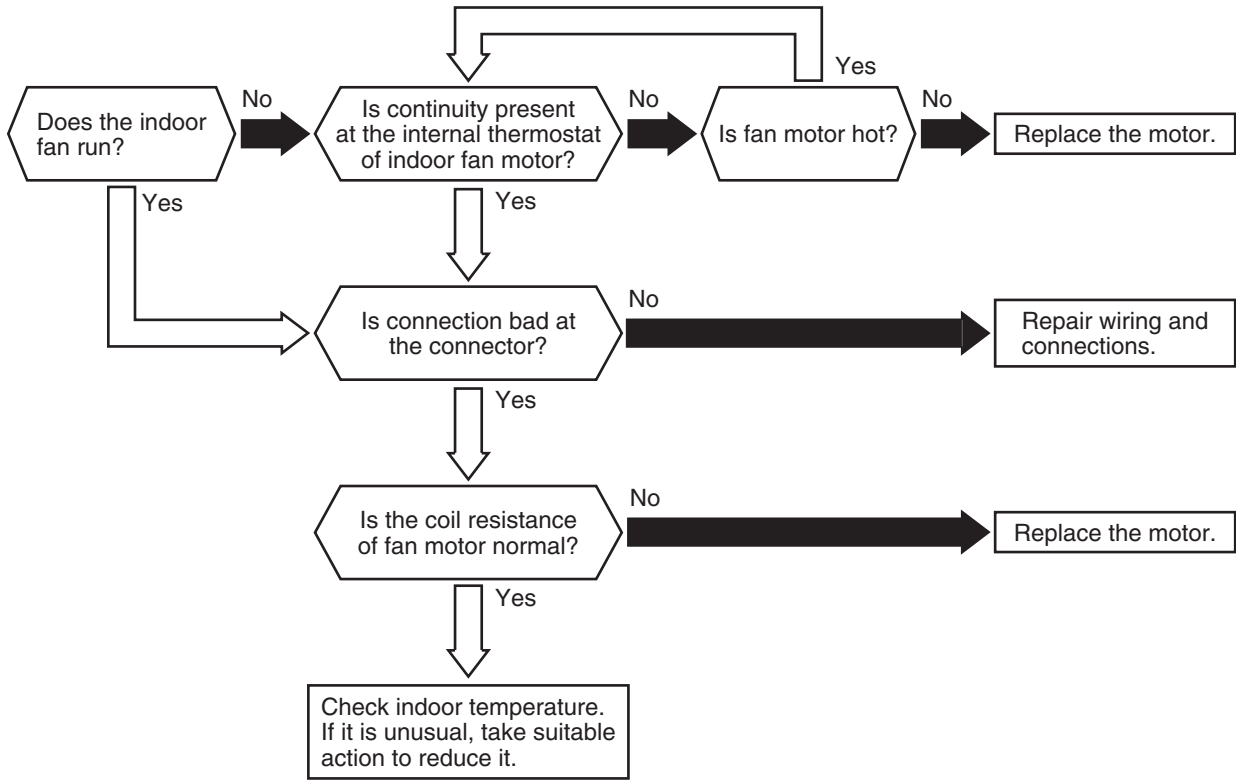 Yes
Does the indoor
fan run?
No
Is continuity present
at the internal thermostat
of indoor fan motor?
No
Is fan motor hot?
No
Replace the motor.
Yes
Yes
Is connection bad at
the connector?
No
Repair wiring and
connections.
Yes
Is the coil resistance
of fan motor normal?
No
Replace the motor.
Yes
Check indoor temperature.
If it is unusual, take suitable
action to reduce it.